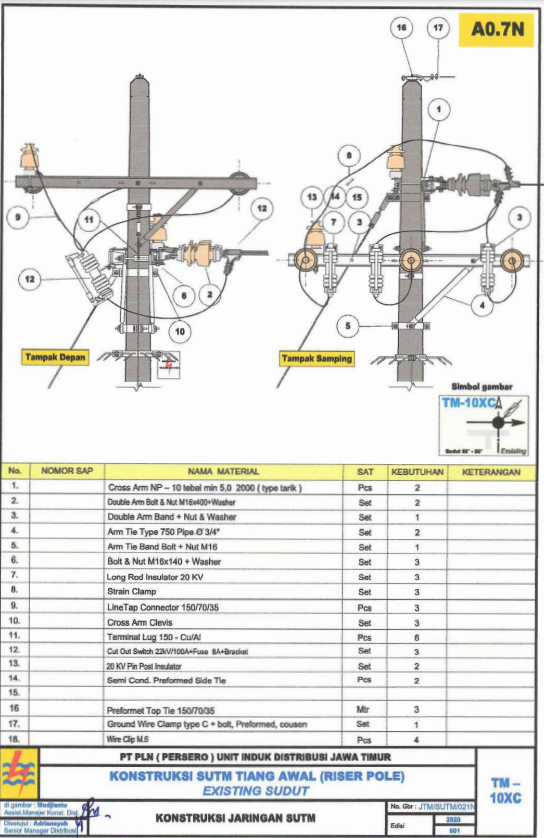 A0.7N
16
17
1
8
13
14
15
7
3
3
9
11
12
12
6
2
10
5
4
Tampak Depan
Tampak Samping
Simbol gambar
TM-10XC
Existing
No. NOMOR SAP NAMA MATERIAL SAT KEBUTUHAN KETERANGAN
1. Cross Arm NP – 10 tebal min 5,0 2000 ( type tarik ) Pcs 2
2. Double Arm Bolt & Nut M16x400+Washer Set 2
3. Double Arm Band + Nut & Washer Set 1
4. Arm Tie Type 750 Pipe Ø 3/4" Set 2
5. Arm Tie Band Bolt + Nut M16 Set 1
6. Bolt & Nut M16x140 + Washer Set 3
7. Long Rod Insulator 20 KV Set 3
8. Strain Clamp Set 3
9. LineTap Connector 150/70/35 Pcs 3
10. Cross Arm Clevis Set 3
11. Terminal Lug 150 - Cu/Al Pcs 6
12. Cut Out Switch 22kV/100A+Fuse 8A+Bracket Set 3
13. 20 KV Pin Post Insulator Set 2
14. Semi Cond. Preformed Side Tie Pcs 2
15.
16 Preformet Top Tie 150/70/35 Mtr 3
17. Ground Wire Clamp type C + bolt, Preformed, cousen Set 1
18. Wire Clip M.6 Pcs 4
PT PLN ( PERSERO ) UNIT INDUK DISTRIBUSI JAWA TIMUR
KONSTRUKSI SUTM TIANG AWAL (RISER POLE)
EXISTING SUDUT
TM –
10XC
di gambar : Mudjianto
Assist.Manajer Konst. Dist
Disetujui : Adriansyah
Senior Manager Distribusi
KONSTRUKSI JARINGAN SUTM
No. Gbr : JTM/SUTM/021N
Edisi
2020
001